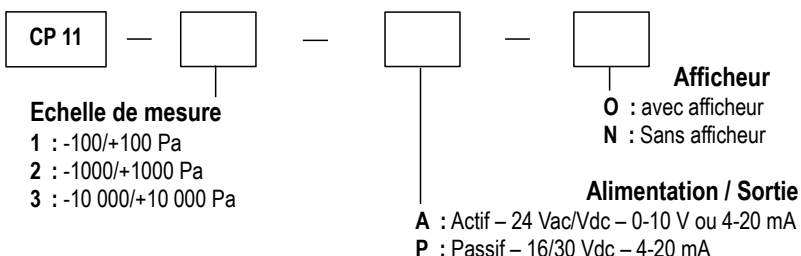 CP 11 — — —
Echelle de mesure
1 : -100/+100 Pa
2 : -1000/+1000 Pa
3 : -10 000/+10 000 Pa
Afficheur
O : avec afficheur
N : Sans afficheur
Alimentation / Sortie
A : Actif – 24 Vac/Vdc – 0-10 V ou 4-20 mA
P : Passif – 16/30 Vdc – 4-20 mA